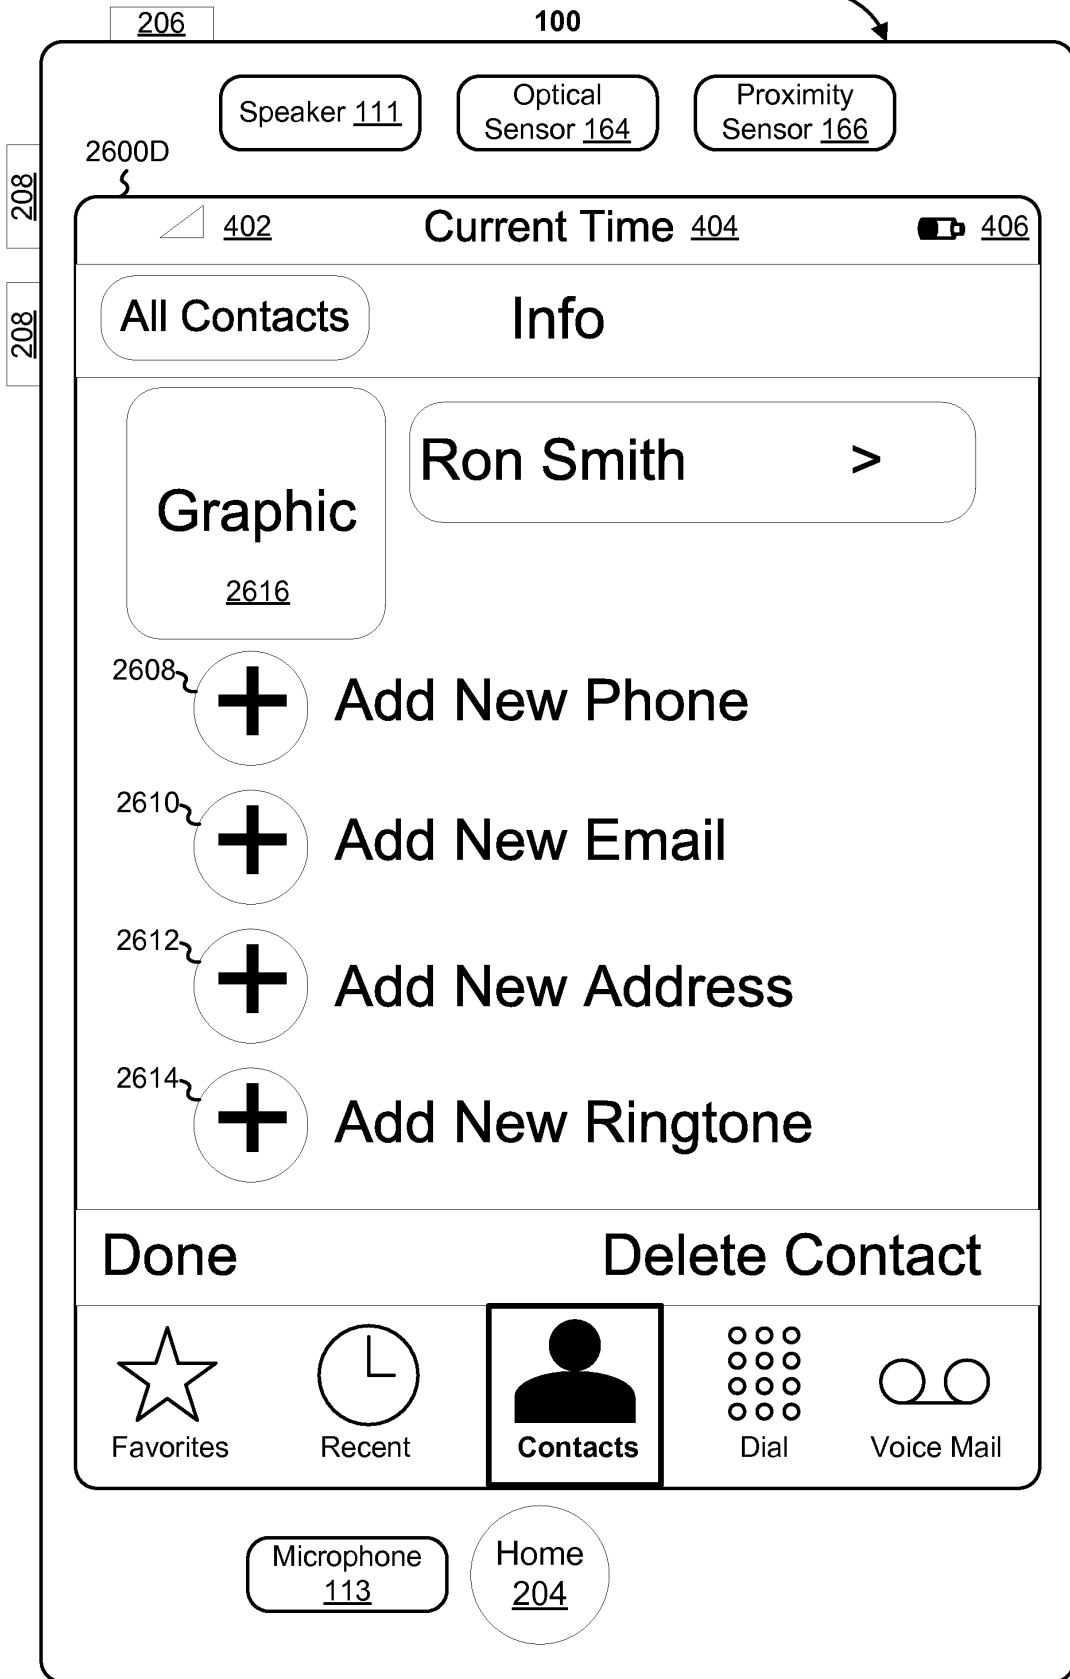 206
100
Speaker 111
Optical
Sensor 164
Proximity
Sensor 166
2600D
208
208
402
Current Time 404
406
All Contacts
Info
Graphic
2616
Ron Smith >
2608
Add New Phone
2610
Add New Email
2612
Add New Address
2614
Add New Ringtone
Done
Delete Contact
Favorites
Recent
Contacts
Dial
Voice Mail
Microphone
113
Home
204